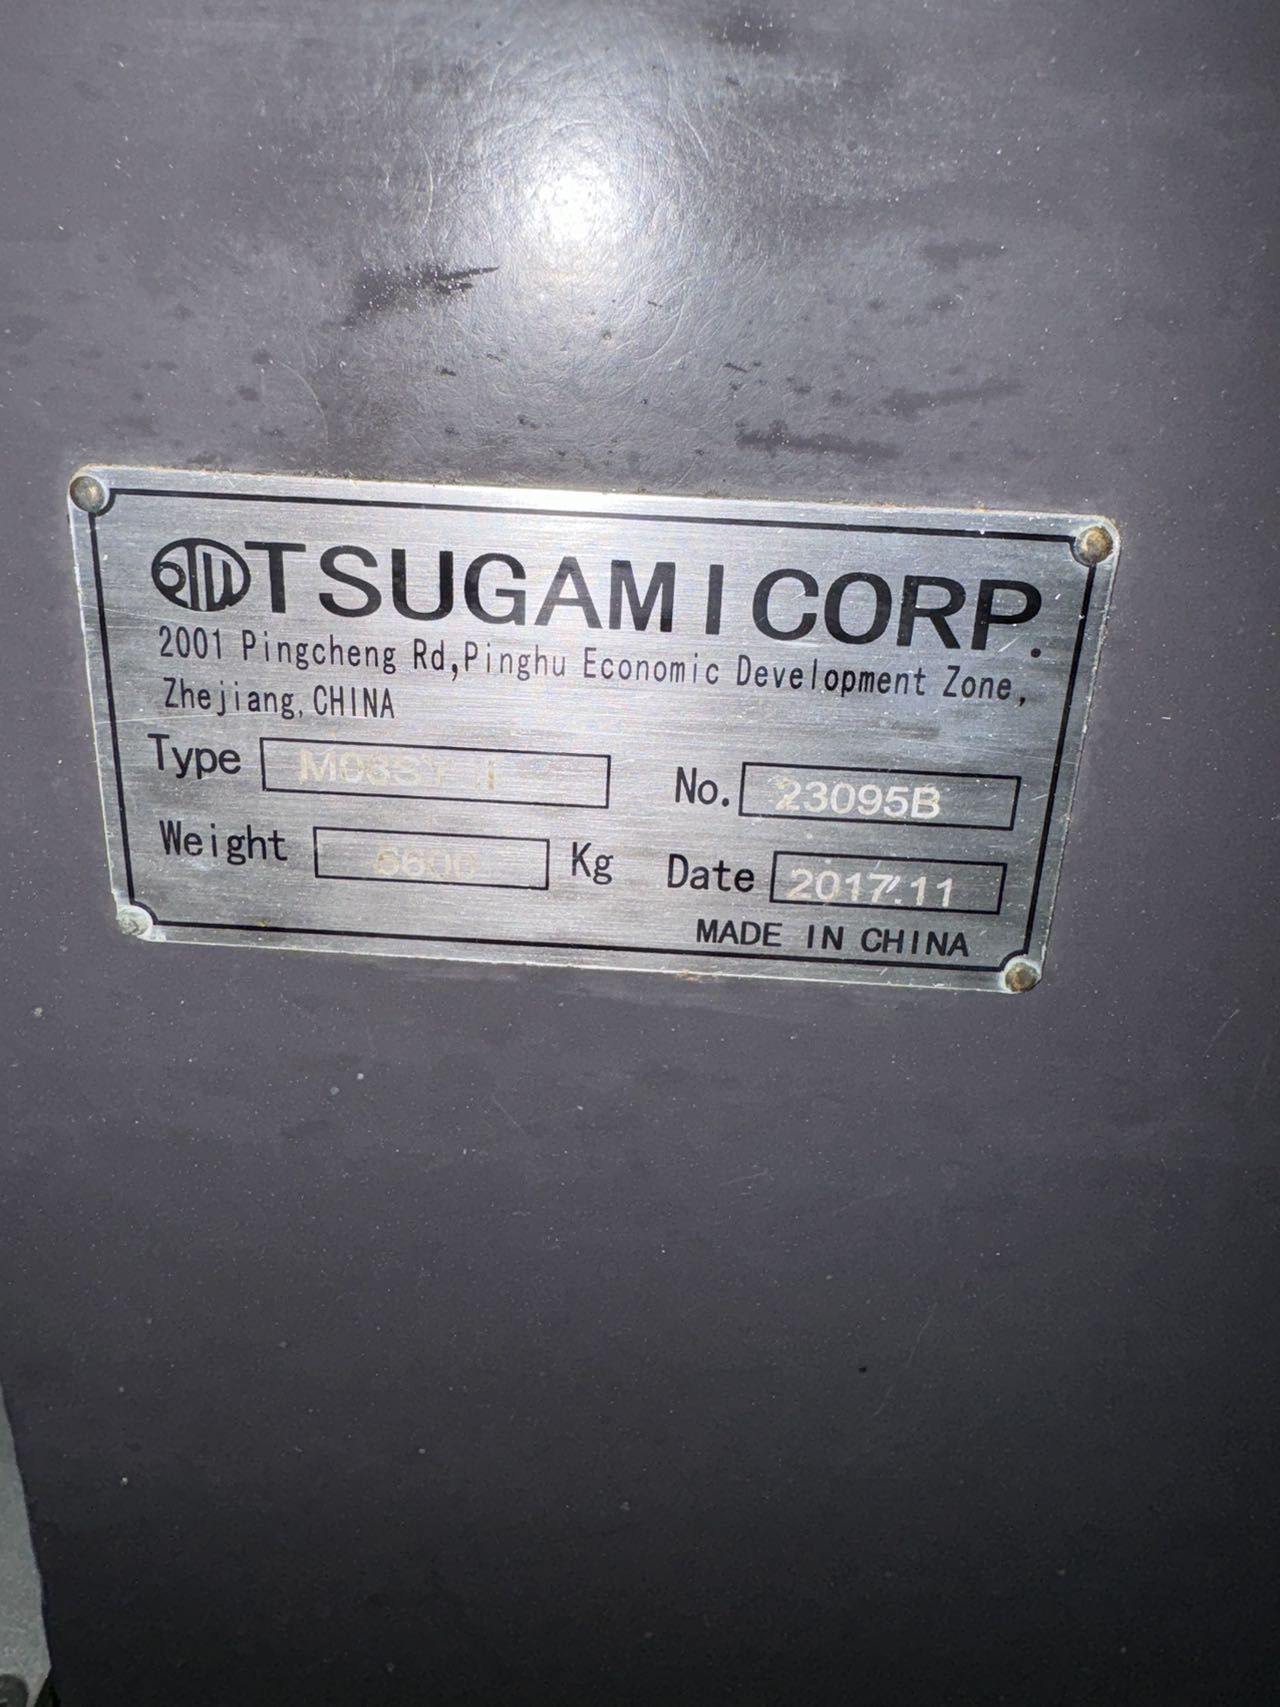 TSUGAMI CORP.
2001 Pingcheng Rd,Pinghu Economic Development Zone,
Zhejiang, CHINA
Type No. 23095B
Weight Kg Date 2017.11
MADE IN CHINA